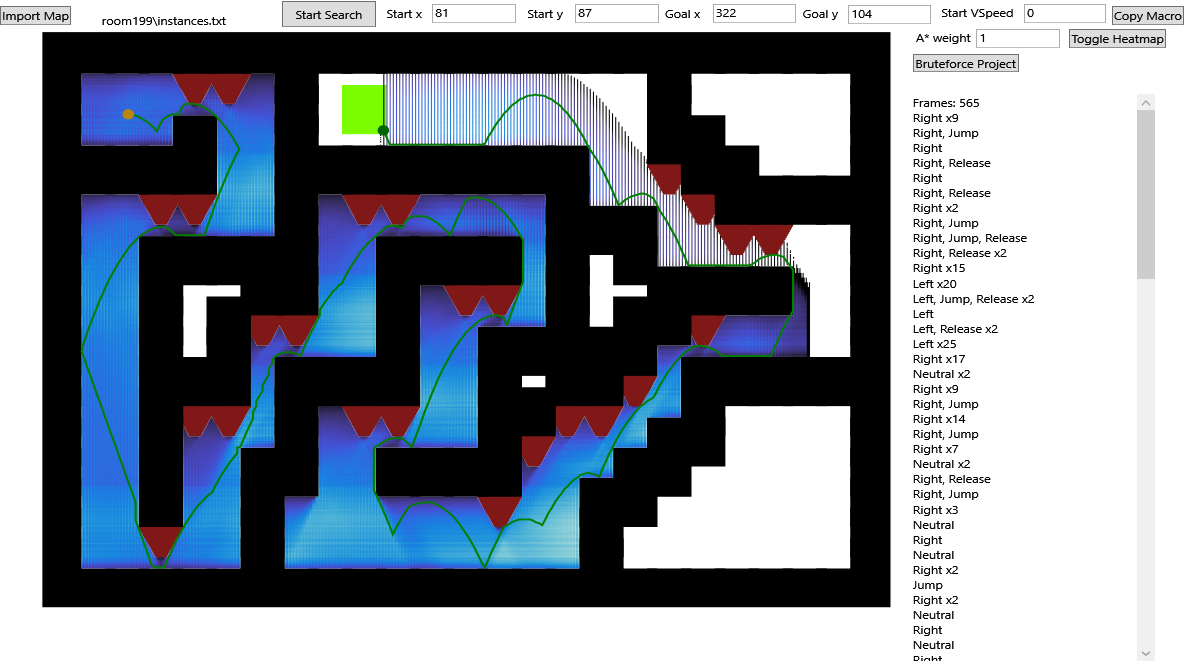 Import Map
room199\instances.txt
Start Search
Start x 81
Start y 87
Goal x 322
Goal y 104
Start VSpeed 0
Copy Macro
A* weight 1
Toggle Heatmap
Bruteforce Project
Frames: 565
Right x9
Right, Jump
Right
Right, Release
Right
Right, Release
Right x2
Right, Jump
Right, Jump, Release
Right, Release x2
Right x15
Left x20
Left, Jump, Release x2
Left
Left, Release x2
Left x25
Right x17
Neutral x2
Right x9
Right, Jump
Right x14
Right, Jump
Right x7
Neutral x2
Right, Release
Right, Jump
Right x3
Neutral
Right
Neutral
Right x2
Jump
Right x2
Neutral
Right
Neutral
Right